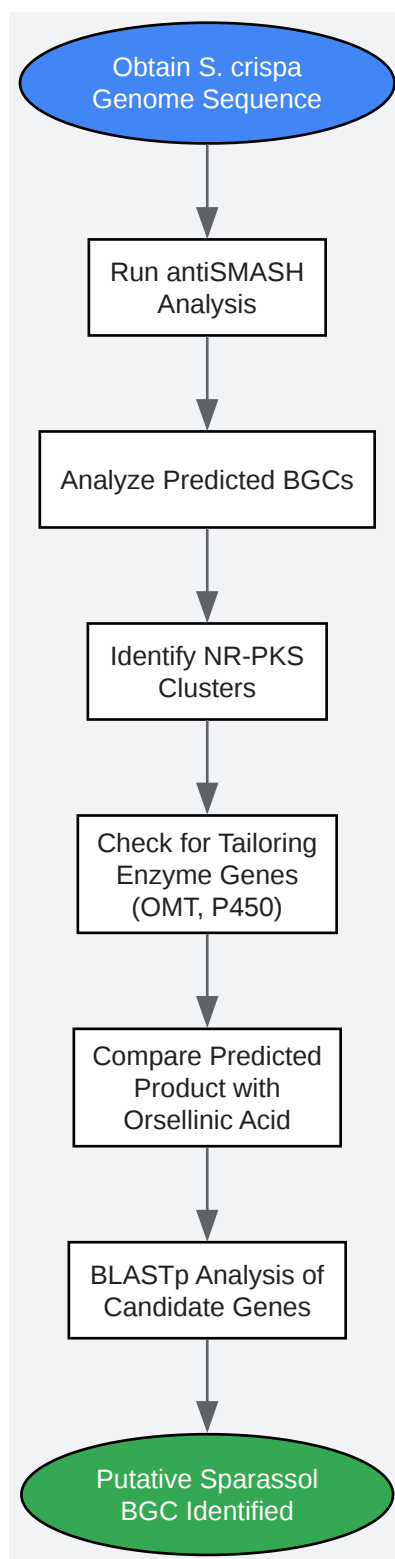 Obtain S. crispa
Genome Sequence
Run antiSMASH
Analysis
Analyze Predicted BGCs
Identify NR-PKS
Clusters
Check for Tailoring
Enzyme Genes
(OMT, P450)
Compare Predicted
Product with
Orsellinic Acid
BLASTp Analysis of
Candidate Genes
Putative Sparassol
BGC Identified